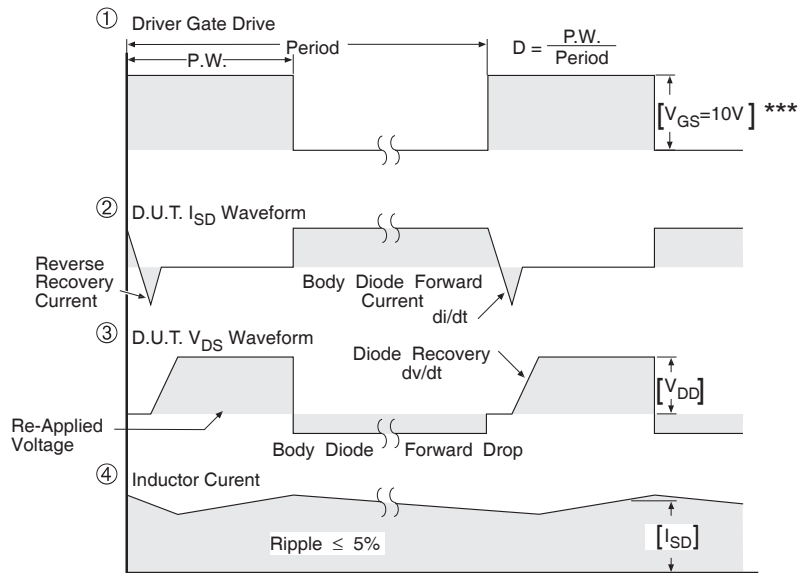 ① Driver Gate Drive
P.W.
Period
D = P.W.
Period
[V_GS=10V] ***
② D.U.T. I_SD Waveform
Reverse
Recovery
Current
Body Diode Forward
Current
di/dt
③ D.U.T. V_DS Waveform
Diode Recovery
dv/dt
[V_DD]
Re-Applied
Voltage
Body Diode Forward Drop
④ Inductor Curent
Ripple ≤ 5%
[I_SD]